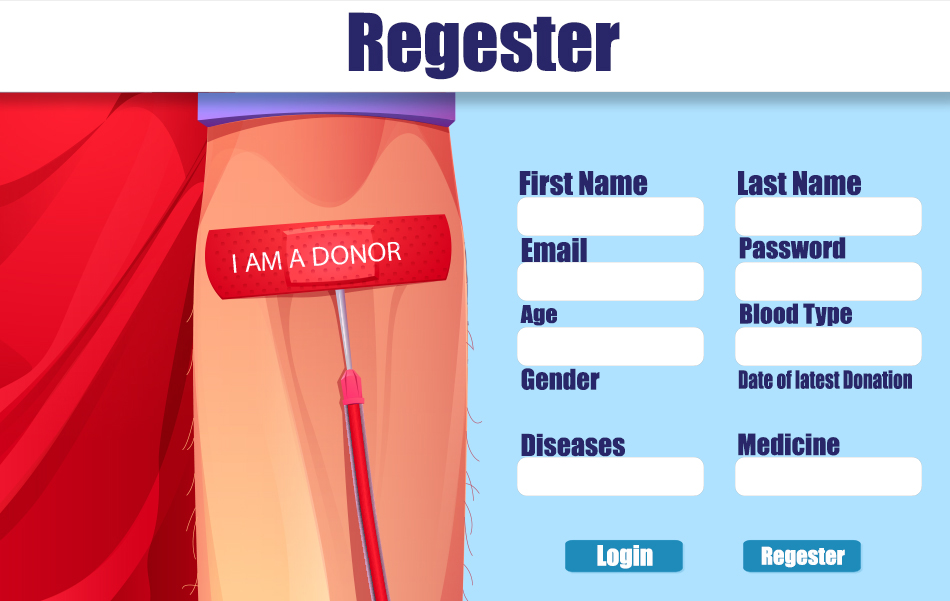 Regester
I AM A DONOR
First Name
Last Name
Email
Password
Age
Blood Type
Gender
Date of latest Donation
Diseases
Medicine
Login
Regester